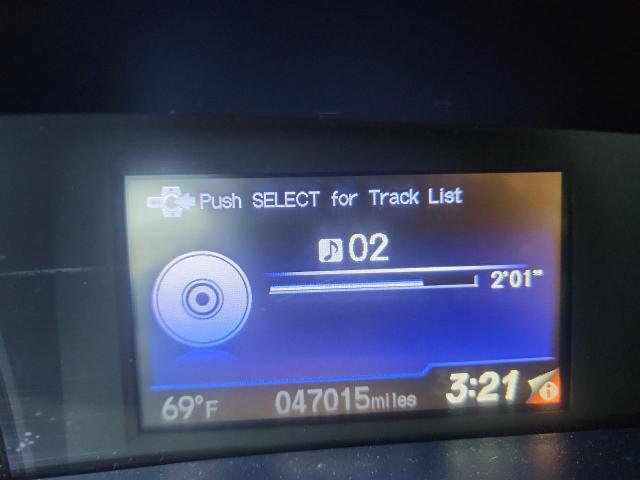 Push SELECT for Track List
02
2'01"
69°F 047015miles 3:21 i